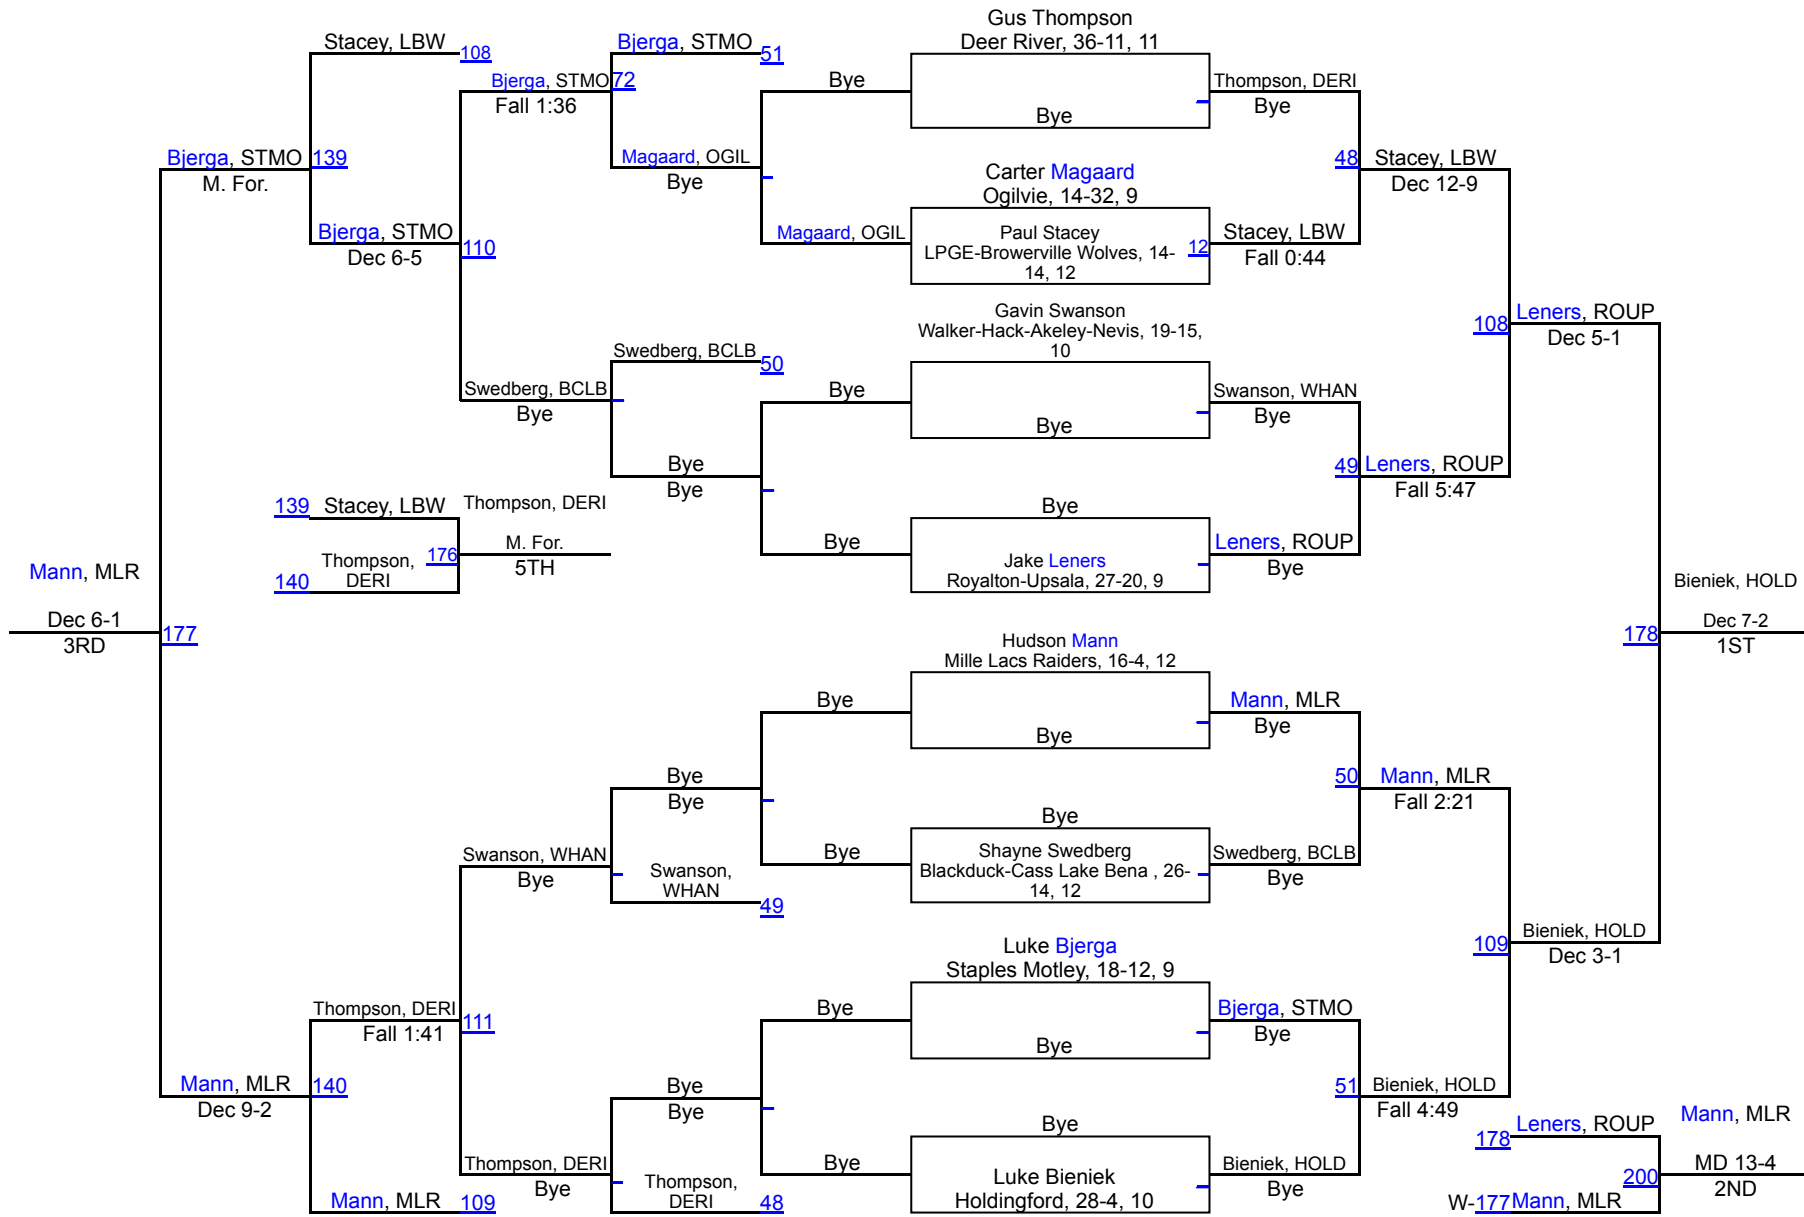 Gus Thompson
Deer River, 36-11, 11
Stacey, LBW
108
Bjerga, STMO
51
Bjerga, STMO
72
Fall 1:36
Bye
Bye
Thompson, DERI
Bye
Bjerga, STMO
139
M. For.
Magaard, OGIL
Bye
Carter Magaard
Ogilvie, 14-32, 9
48
Stacey, LBW
Dec 12-9
Bjerga, STMO
110
Dec 6-5
Magaard, OGIL
Paul Stacey
LPGE-Browerville Wolves, 14-
14, 12
12
Stacey, LBW
Fall 0:44
Gavin Swanson
Walker-Hack-Akeley-Nevis, 19-15,
10
108
Leners, ROUP
Dec 5-1
Swedberg, BCLB
50
Swedberg, BCLB
Bye
Bye
Bye
Swanson, WHAN
Bye
Bye
Bye
49
Leners, ROUP
Fall 5:47
139
Stacey, LBW
Thompson, DERI
140
Thompson,
DERI
176
M. For.
5TH
Bye
Bye
Jake Leners
Royalton-Upsala, 27-20, 9
Leners, ROUP
Bye
Mann, MLR
Dec 6-1
3RD
177
Bieniek, HOLD
178
Dec 7-2
1ST
Hudson Mann
Mille Lacs Raiders, 16-4, 12
Bye
Bye
Mann, MLR
Bye
Bye
Bye
50
Mann, MLR
Fall 2:21
Bye
Swanson, WHAN
Bye
Swanson,
WHAN
49
Bye
Shayne Swedberg
Blackduck-Cass Lake Bena , 26-
14, 12
Swedberg, BCLB
Bye
Luke Bjerga
Staples Motley, 18-12, 9
109
Bieniek, HOLD
Dec 3-1
Thompson, DERI
111
Fall 1:41
Bye
Bye
Bjerga, STMO
Bye
Mann, MLR
140
Dec 9-2
Bye
Bye
51
Bieniek, HOLD
Fall 4:49
Bye
Thompson, DERI
Bye
Thompson,
DERI
48
Bye
Luke Bieniek
Holdingford, 28-4, 10
Bieniek, HOLD
Bye
Mann, MLR
109
178
Leners, ROUP
Mann, MLR
200
MD 13-4
2ND
W-177
Mann, MLR